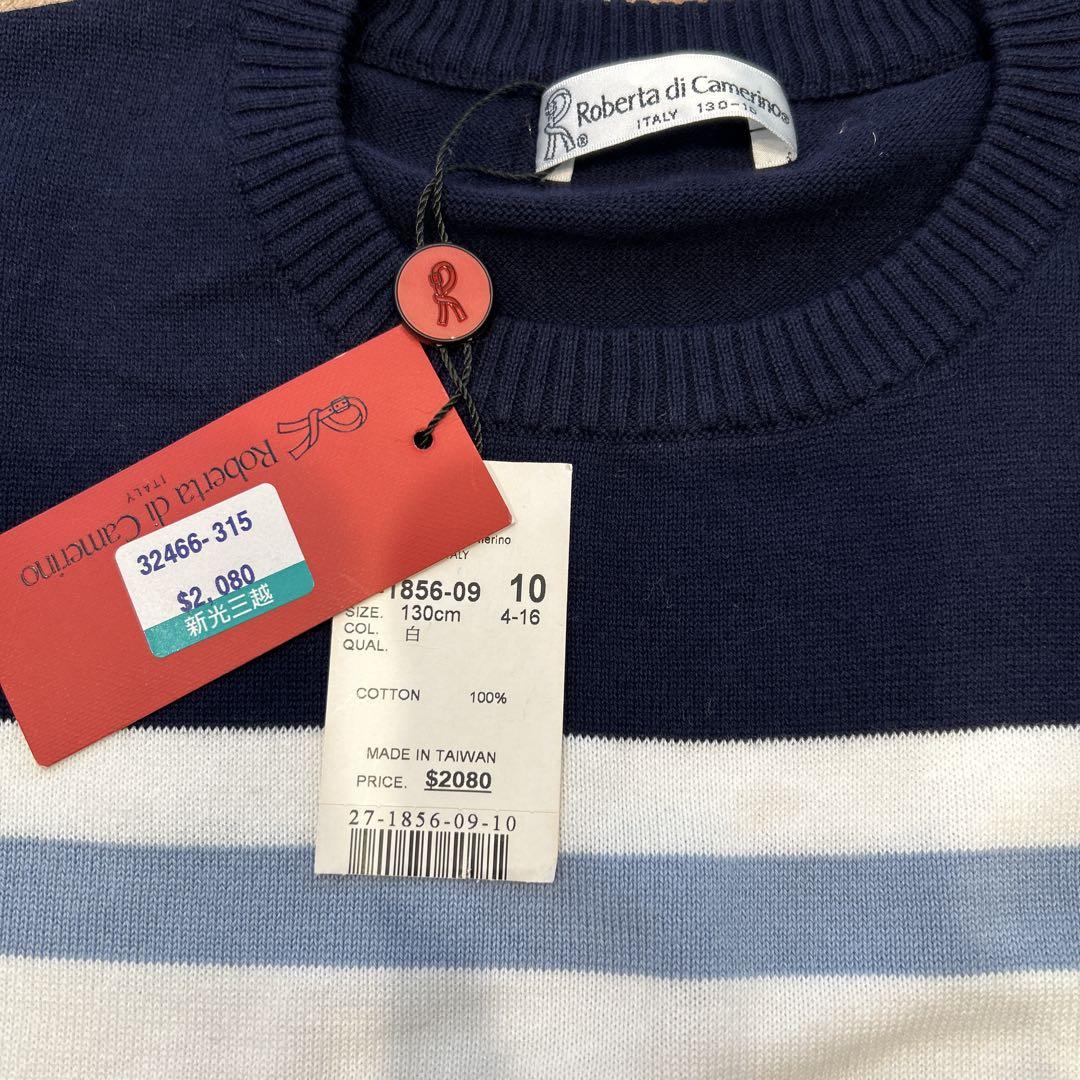 Roberta di Camerino®
ITALY 130-
Roberta di Camerino
ITALY
32466-315
$2,080
新光三越
1856-09 10
SIZE. 130cm 4-16
COL. 白
QUAL.
COTTON 100%
MADE IN TAIWAN
PRICE. $2080
27-1856-09-10